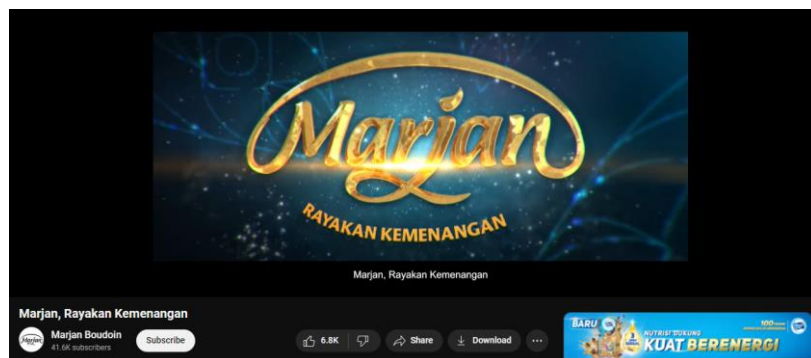 Marjan
RAYAKAN KEMENANGAN
Marjan, Rayakan Kemenangan
Marjan, Rayakan Kemenangan
Marjan Boudoin
41.6K subscribers
Subscribe
6.8K
Share
Download
BARU
NUTRISI DUKUNG
KUAT BERENERGI